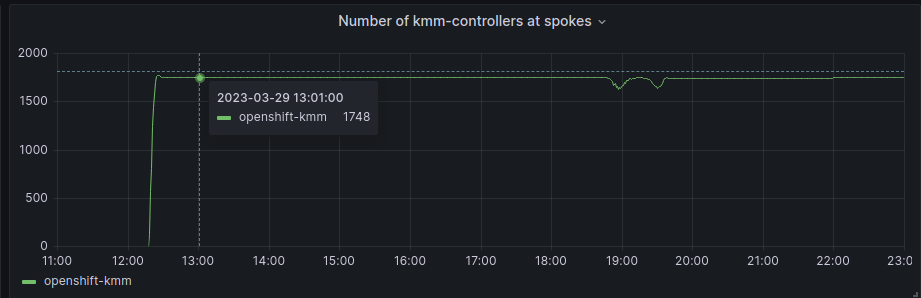 Number of kmm-controllers at spokes
2000
1500
1000
500
0
2023-03-29 13:01:00
openshift-kmm 1748
11:00 12:00 13:00 14:00 15:00 16:00 17:00 18:00 19:00 20:00 21:00 22:00 23:0
openshift-kmm